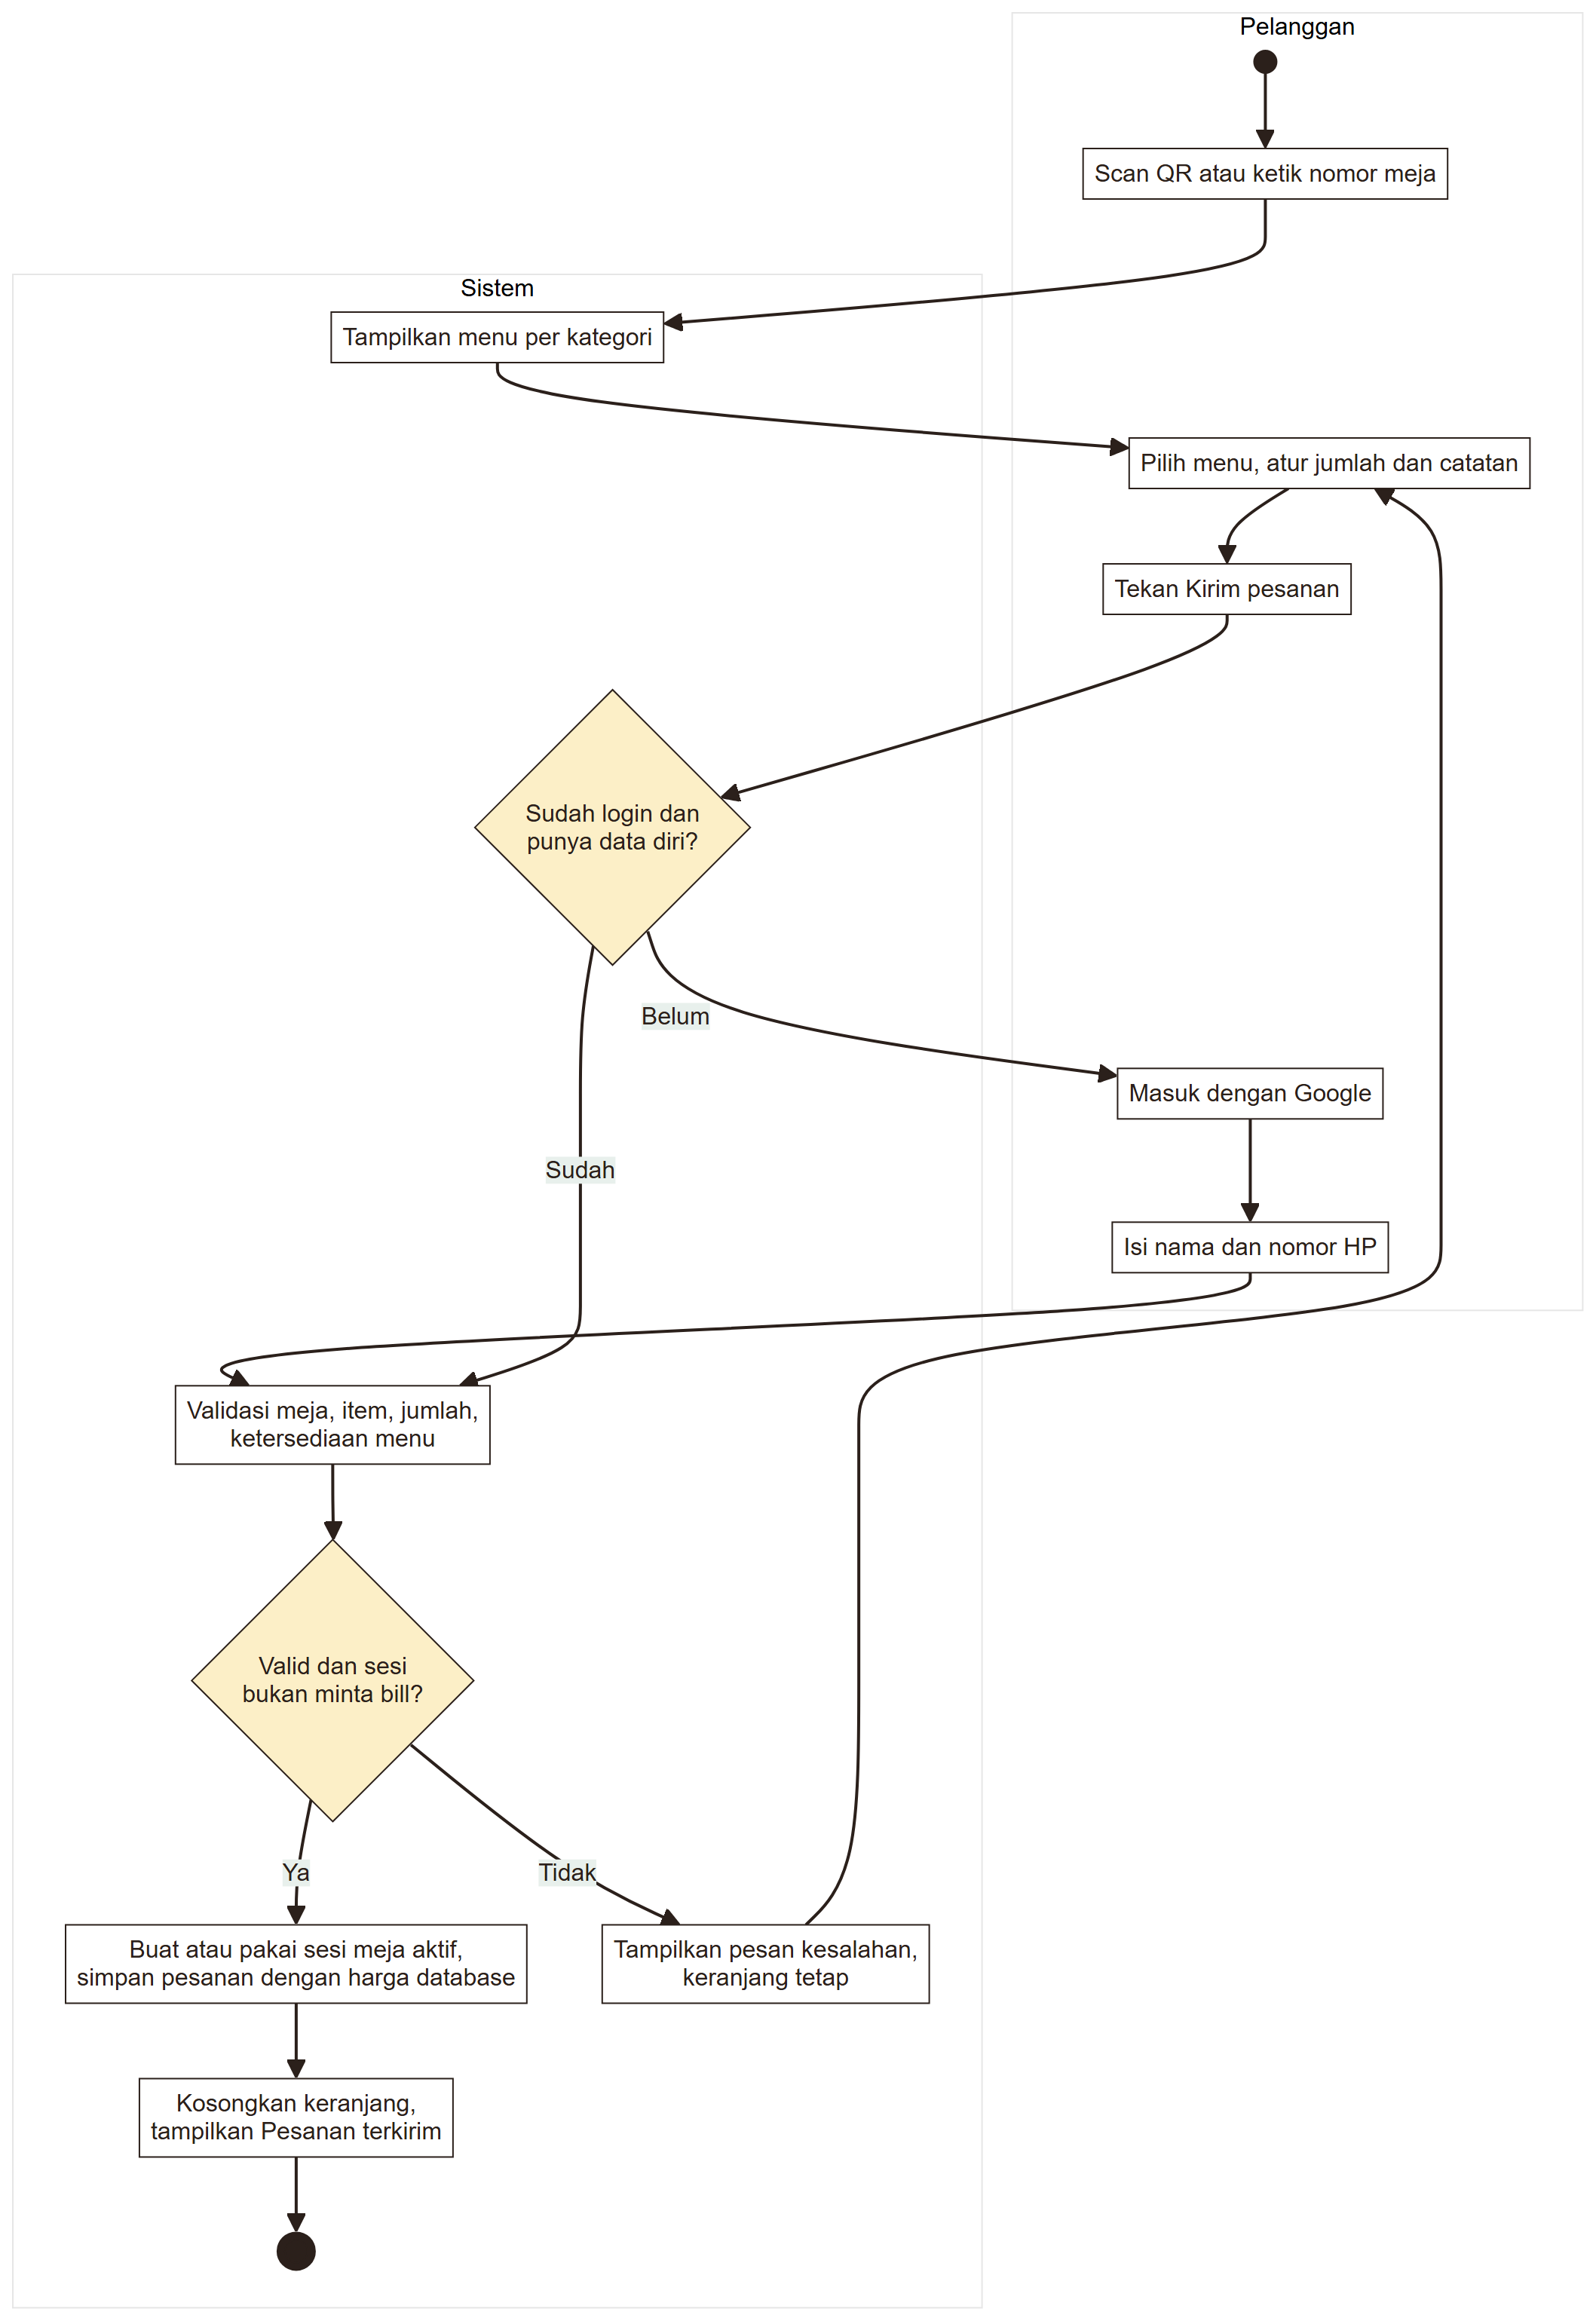 Pelanggan
Scan QR atau ketik nomor meja
Sistem
Tampilkan menu per kategori
Pilih menu, atur jumlah dan catatan
Tekan Kirim pesanan
Sudah login dan
punya data diri?
Belum
Masuk dengan Google
Sudah
Isi nama dan nomor HP
Validasi meja, item, jumlah,
ketersediaan menu
Valid dan sesi
bukan minta bill?
Ya
Tidak
Buat atau pakai sesi meja aktif,
simpan pesanan dengan harga database
Tampilkan pesan kesalahan,
keranjang tetap
Kosongkan keranjang,
tampilkan Pesanan terkirim